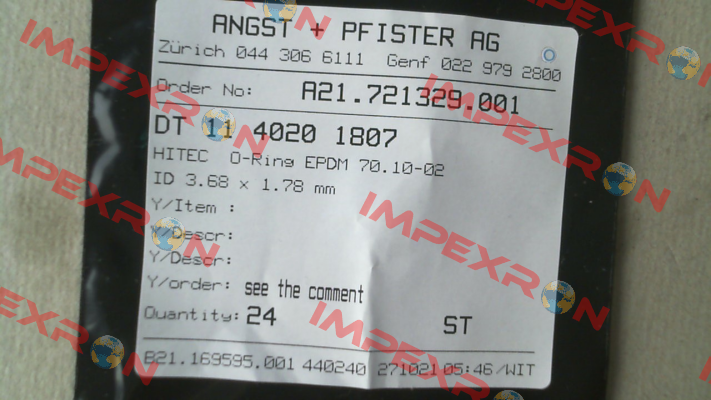 ANGST + PFISTER AG
Zürich 044 306 6111 Genf 022 979 2800
Order No: A21.721329.001
DT 11 4020 1807
HITEC O-Ring EPDM 70.10-02
ID 3.68 x 1.78 mm
Y/Item :
Y/Descr:
Y/Descr:
Y/order: see the comment
Quantity: 24 ST
B21.169595.001 440240 271021 05:46 /WIT
IMPEXRON
IMPEXRON
IMPEXRON
IMPEXRON
IMPEXRON
IMPEXRON